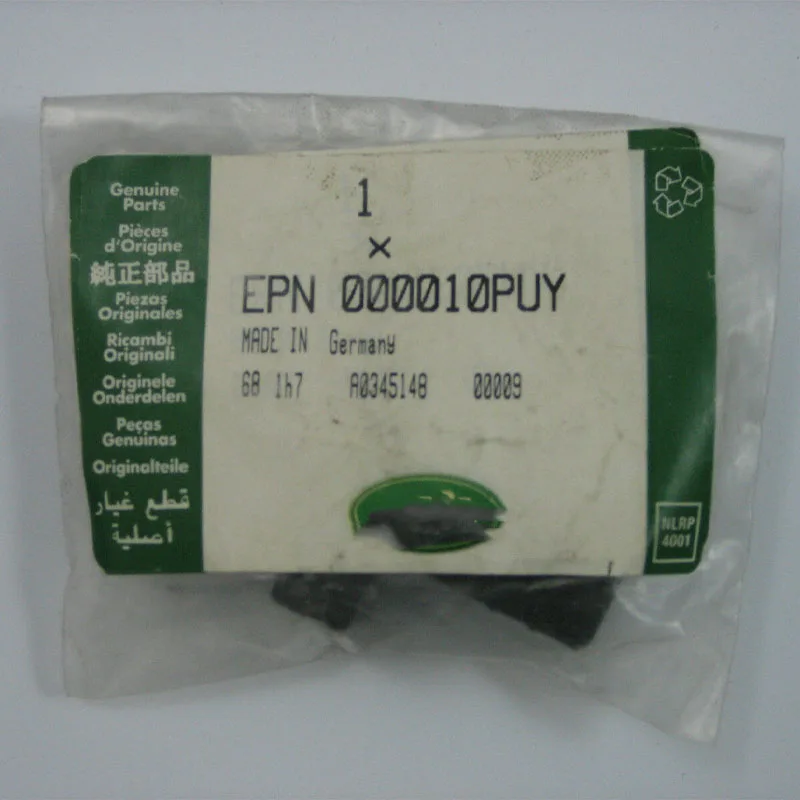 Genuine
Parts
Pièces
d'Origine
純正部品
Piezas
Originales
Ricambi
Originali
Originele
Onderdelen
Peças
Genuinas
Originalteile
قطع غيار
أصلية
1
×
EPN 000010PUY
MADE IN Germany
68 1h7 A0345148 00009
NLRP
4001